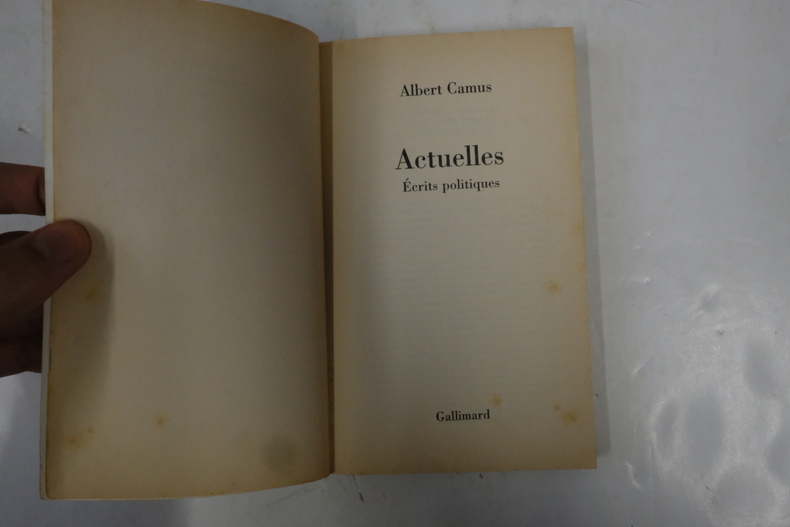 Albert Camus
Actuelles
Écrits politiques
Gallimard